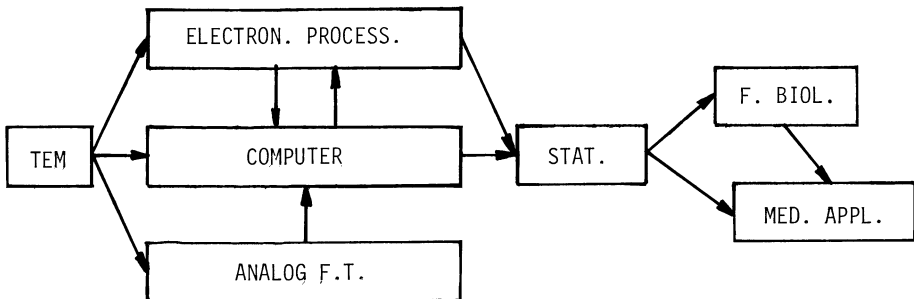 ELECTRON. PROCESS.
F. BIOL.
TEM
COMPUTER
STAT.
MED. APPL.
ANALOG F.T.